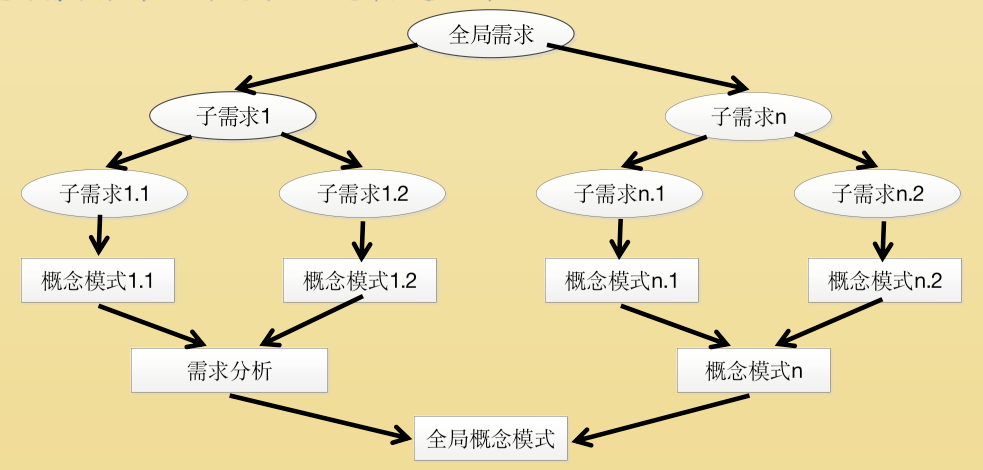 全局需求
子需求1
子需求n
子需求1.1
子需求1.2
子需求n.1
子需求n.2
概念模式1.1
概念模式1.2
概念模式n.1
概念模式n.2
需求分析
概念模式n
全局概念模式